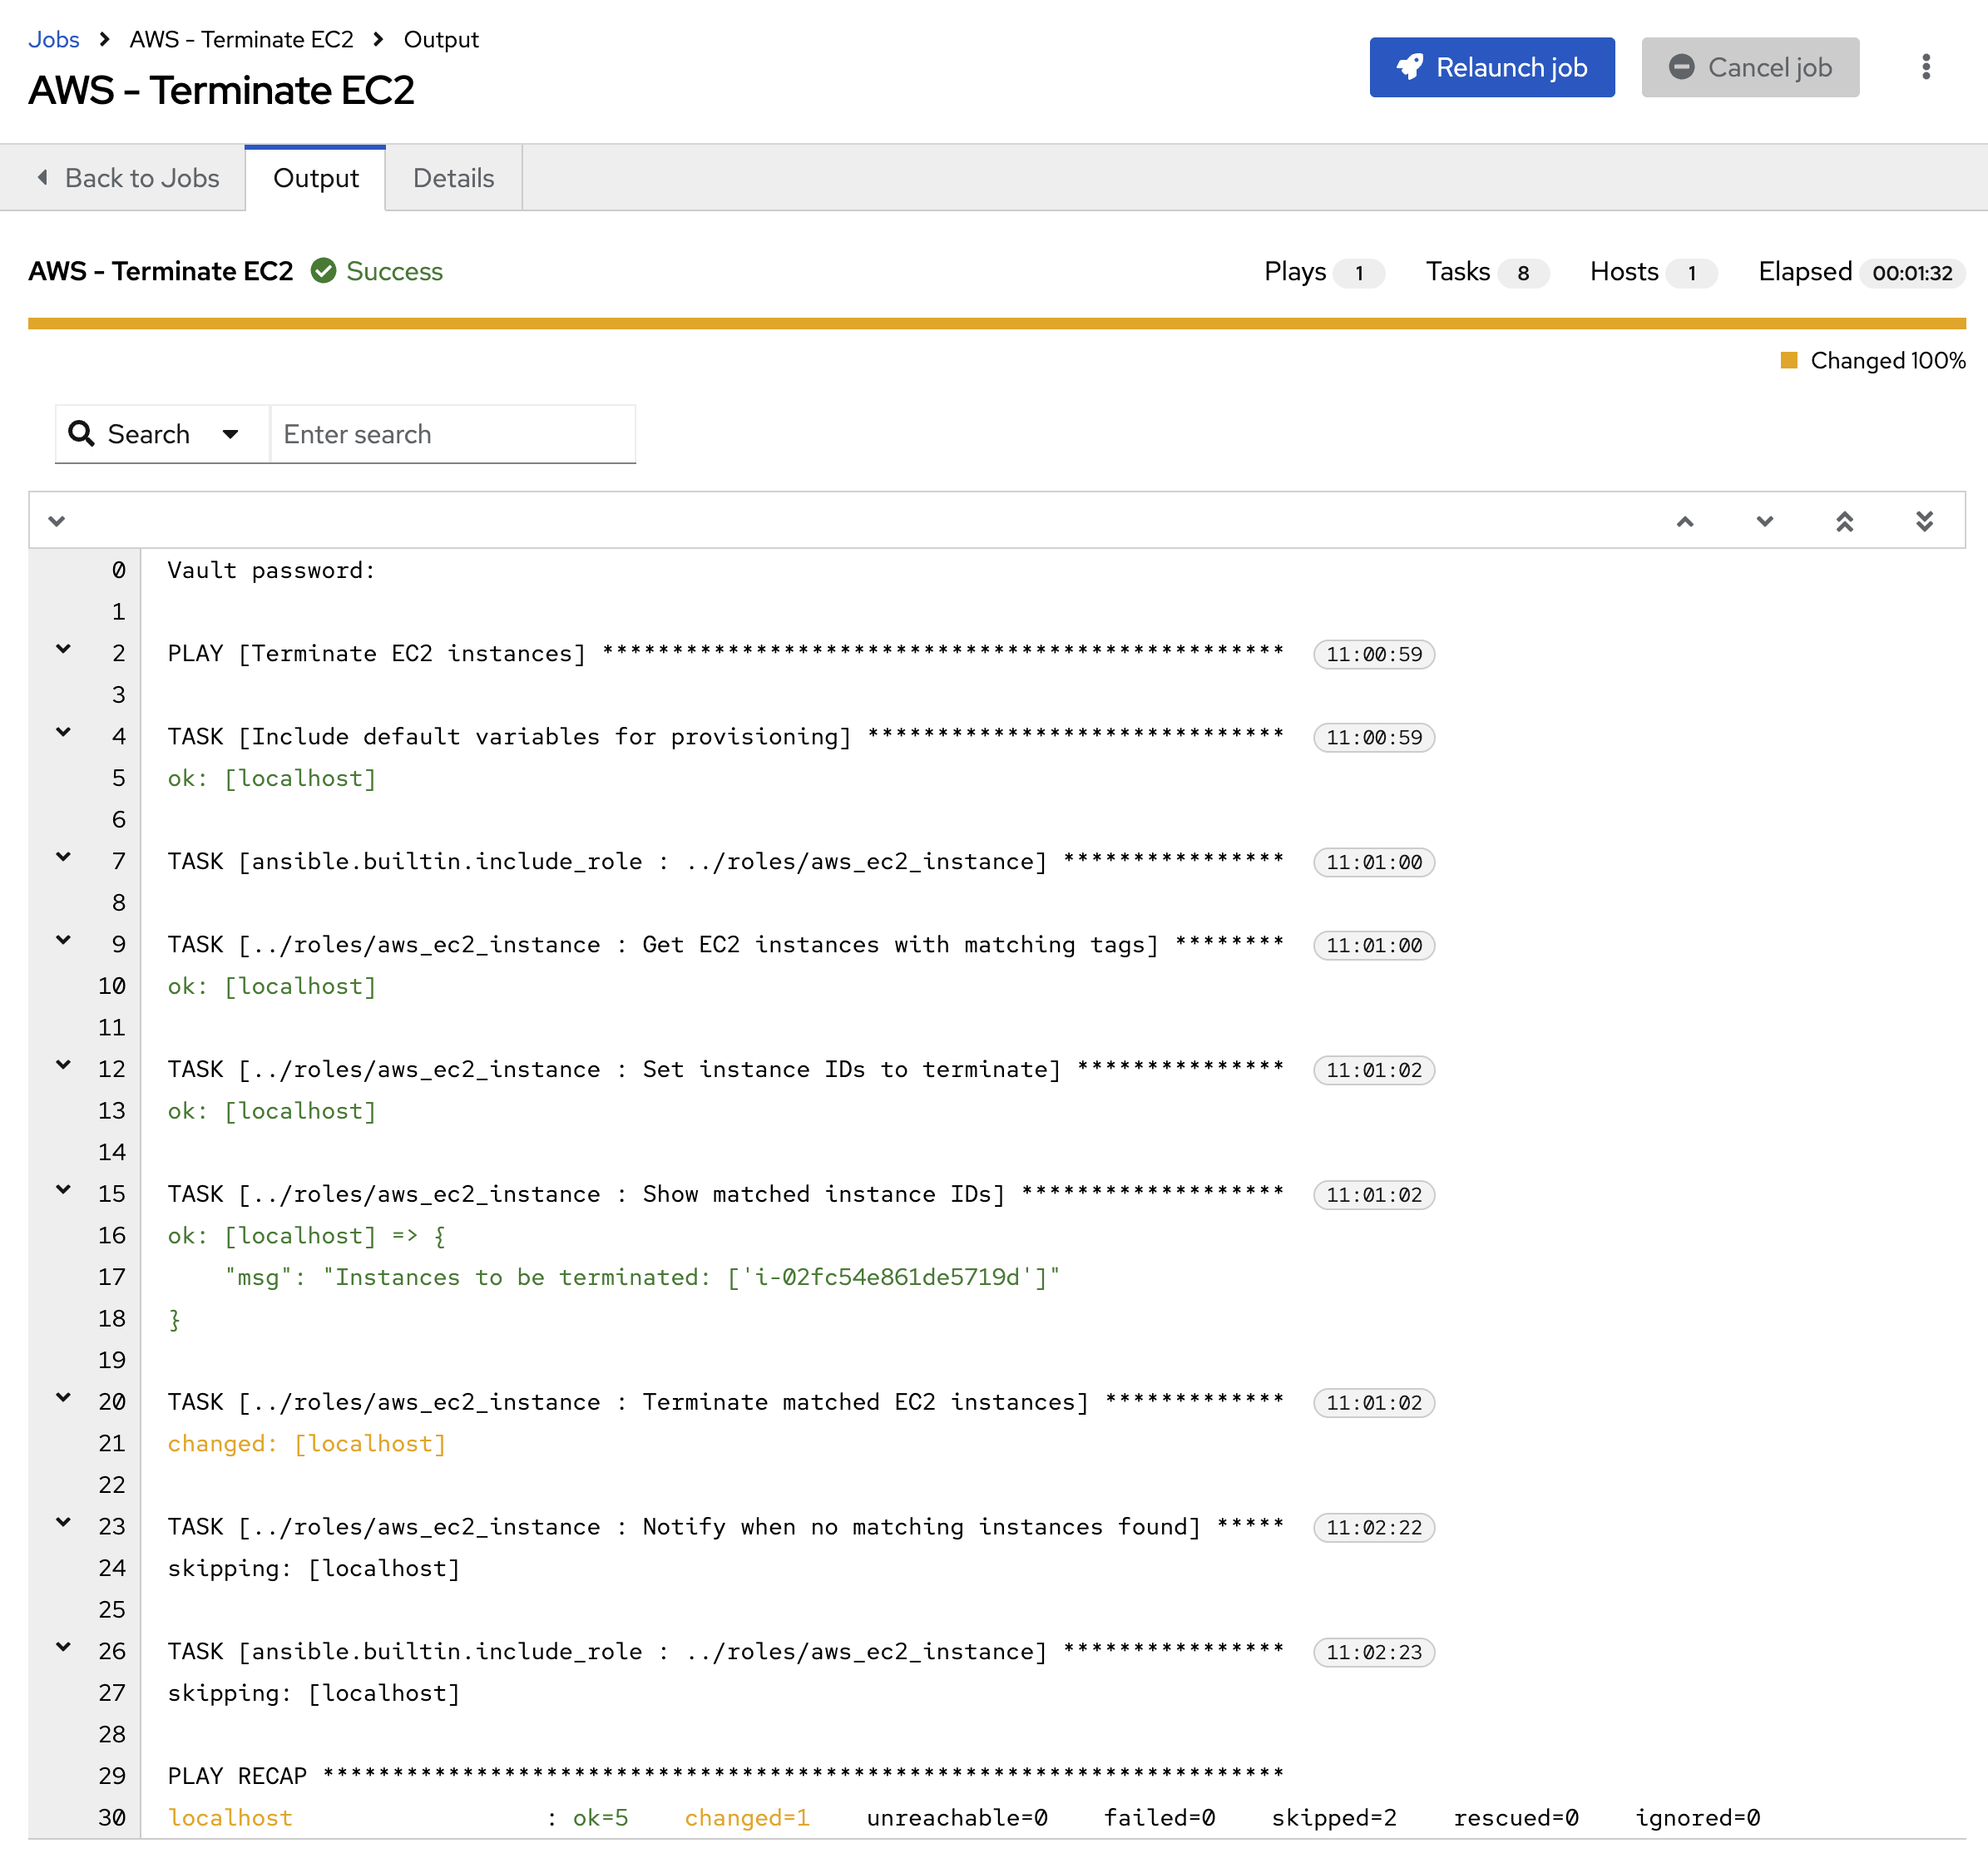 Jobs > AWS - Terminate EC2 > Output
AWS - Terminate EC2
Relaunch job
Cancel job
Back to Jobs
Output
Details
AWS - Terminate EC2 Success
Plays 1 Tasks 8 Hosts 1 Elapsed 00:01:32
Changed 100%
Search
Enter search
0 Vault password:
1
2 PLAY [Terminate EC2 instances] ************************************************* 11:00:59
3
4 TASK [Include default variables for provisioning] ****************************** 11:00:59
5 ok: [localhost]
6
7 TASK [ansible.builtin.include_role : ../roles/aws_ec2_instance] **************** 11:01:00
8
9 TASK [../roles/aws_ec2_instance : Get EC2 instances with matching tags] ******** 11:01:00
10 ok: [localhost]
11
12 TASK [../roles/aws_ec2_instance : Set instance IDs to terminate] *************** 11:01:02
13 ok: [localhost]
14
15 TASK [../roles/aws_ec2_instance : Show matched instance IDs] ******************* 11:01:02
16 ok: [localhost] => {
17     "msg": "Instances to be terminated: ['i-02fc54e861de5719d']"
18 }
19
20 TASK [../roles/aws_ec2_instance : Terminate matched EC2 instances] ************* 11:01:02
21 changed: [localhost]
22
23 TASK [../roles/aws_ec2_instance : Notify when no matching instances found] ***** 11:02:22
24 skipping: [localhost]
25
26 TASK [ansible.builtin.include_role : ../roles/aws_ec2_instance] **************** 11:02:23
27 skipping: [localhost]
28
29 PLAY RECAP *********************************************************************
30 localhost                  : ok=5    changed=1    unreachable=0    failed=0    skipped=2    rescued=0    ignored=0